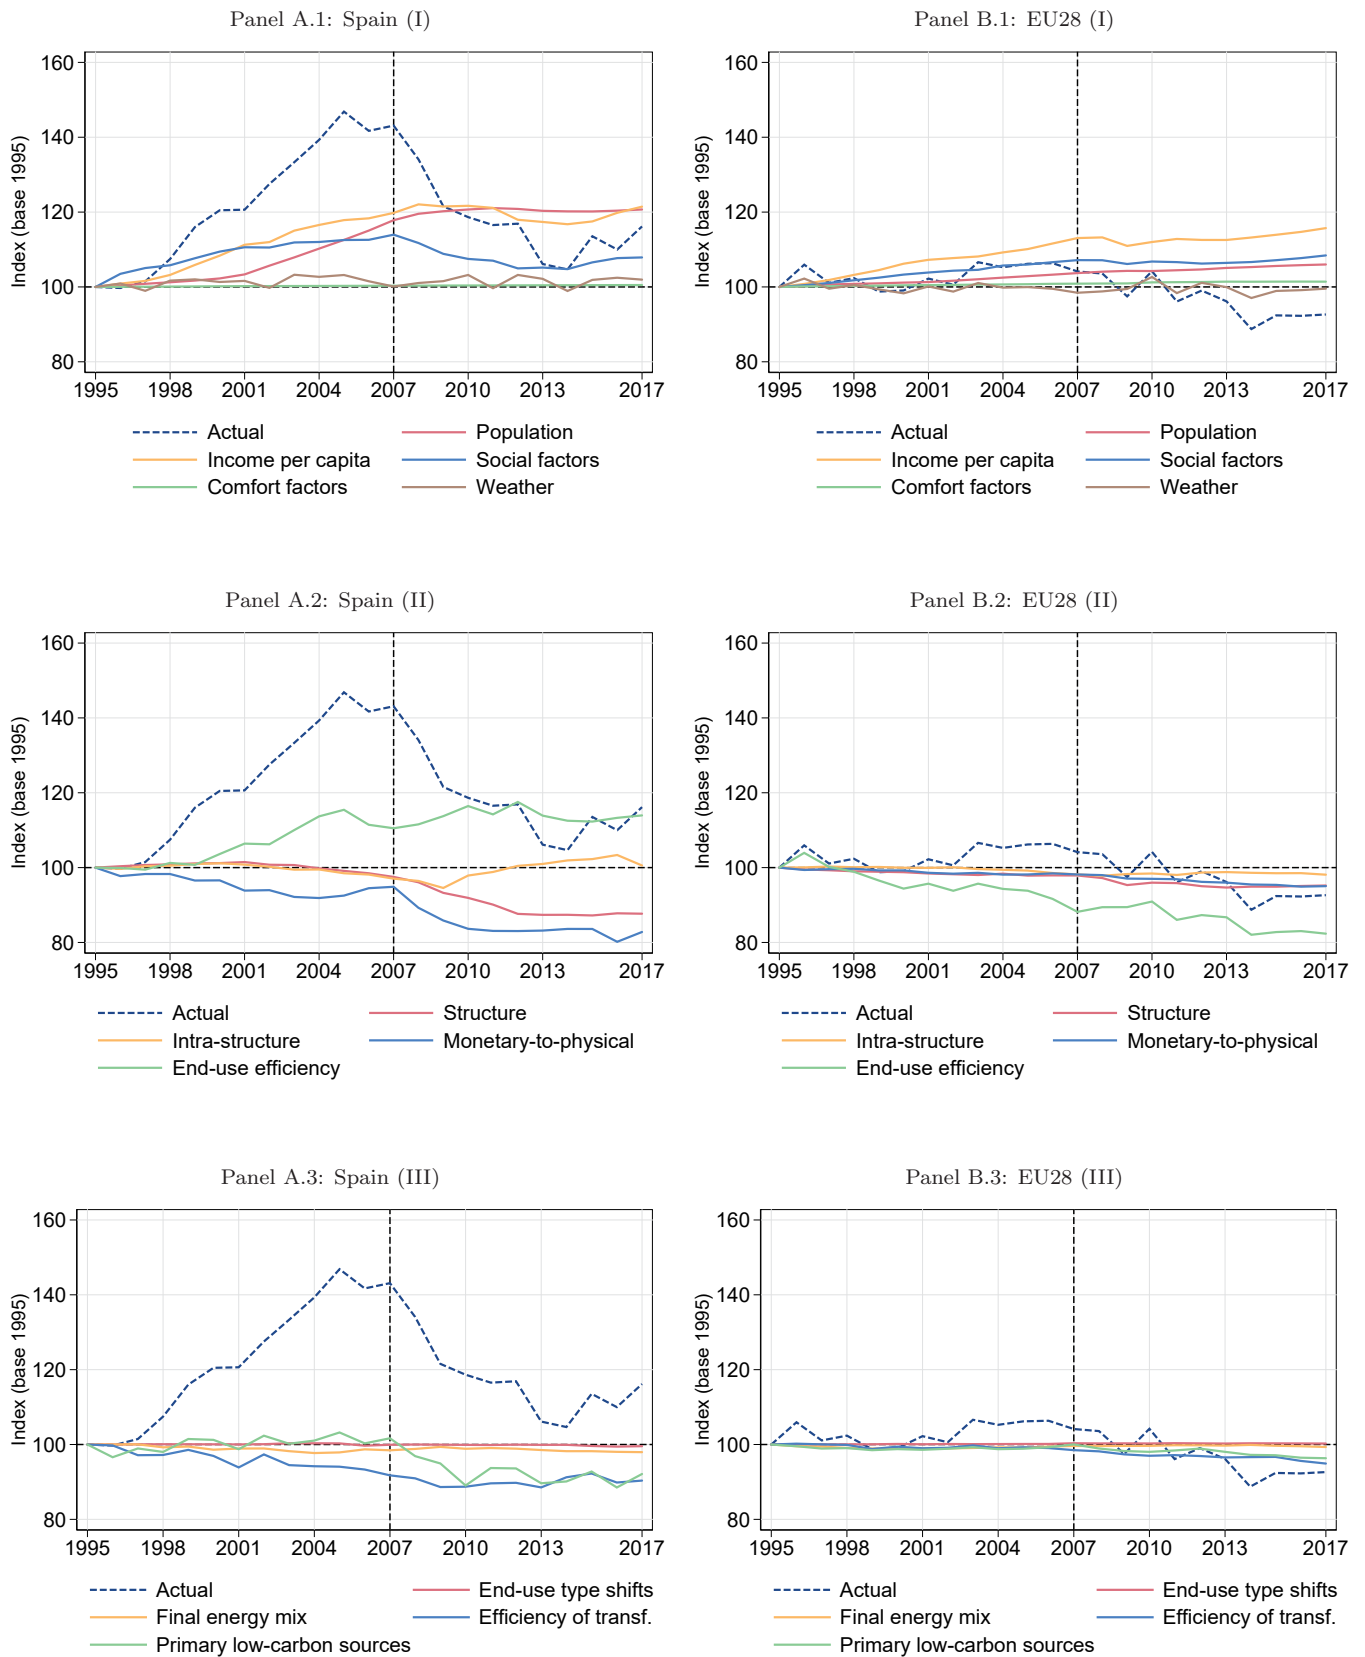 Panel A.1: Spain (I)
Index (base 1995)
160
140
120
100
80
1995 1998 2001 2004 2007 2010 2013 2017
Actual Population
Income per capita Social factors
Comfort factors Weather
Panel B.1: EU28 (I)
Index (base 1995)
160
140
120
100
80
1995 1998 2001 2004 2007 2010 2013 2017
Actual Population
Income per capita Social factors
Comfort factors Weather
Panel A.2: Spain (II)
Index (base 1995)
160
140
120
100
80
1995 1998 2001 2004 2007 2010 2013 2017
Actual Structure
Intra-structure Monetary-to-physical
End-use efficiency
Panel B.2: EU28 (II)
Index (base 1995)
160
140
120
100
80
1995 1998 2001 2004 2007 2010 2013 2017
Actual Structure
Intra-structure Monetary-to-physical
End-use efficiency
Panel A.3: Spain (III)
Index (base 1995)
160
140
120
100
80
1995 1998 2001 2004 2007 2010 2013 2017
Actual End-use type shifts
Final energy mix Efficiency of transf.
Primary low-carbon sources
Panel B.3: EU28 (III)
Index (base 1995)
160
140
120
100
80
1995 1998 2001 2004 2007 2010 2013 2017
Actual End-use type shifts
Final energy mix Efficiency of transf.
Primary low-carbon sources